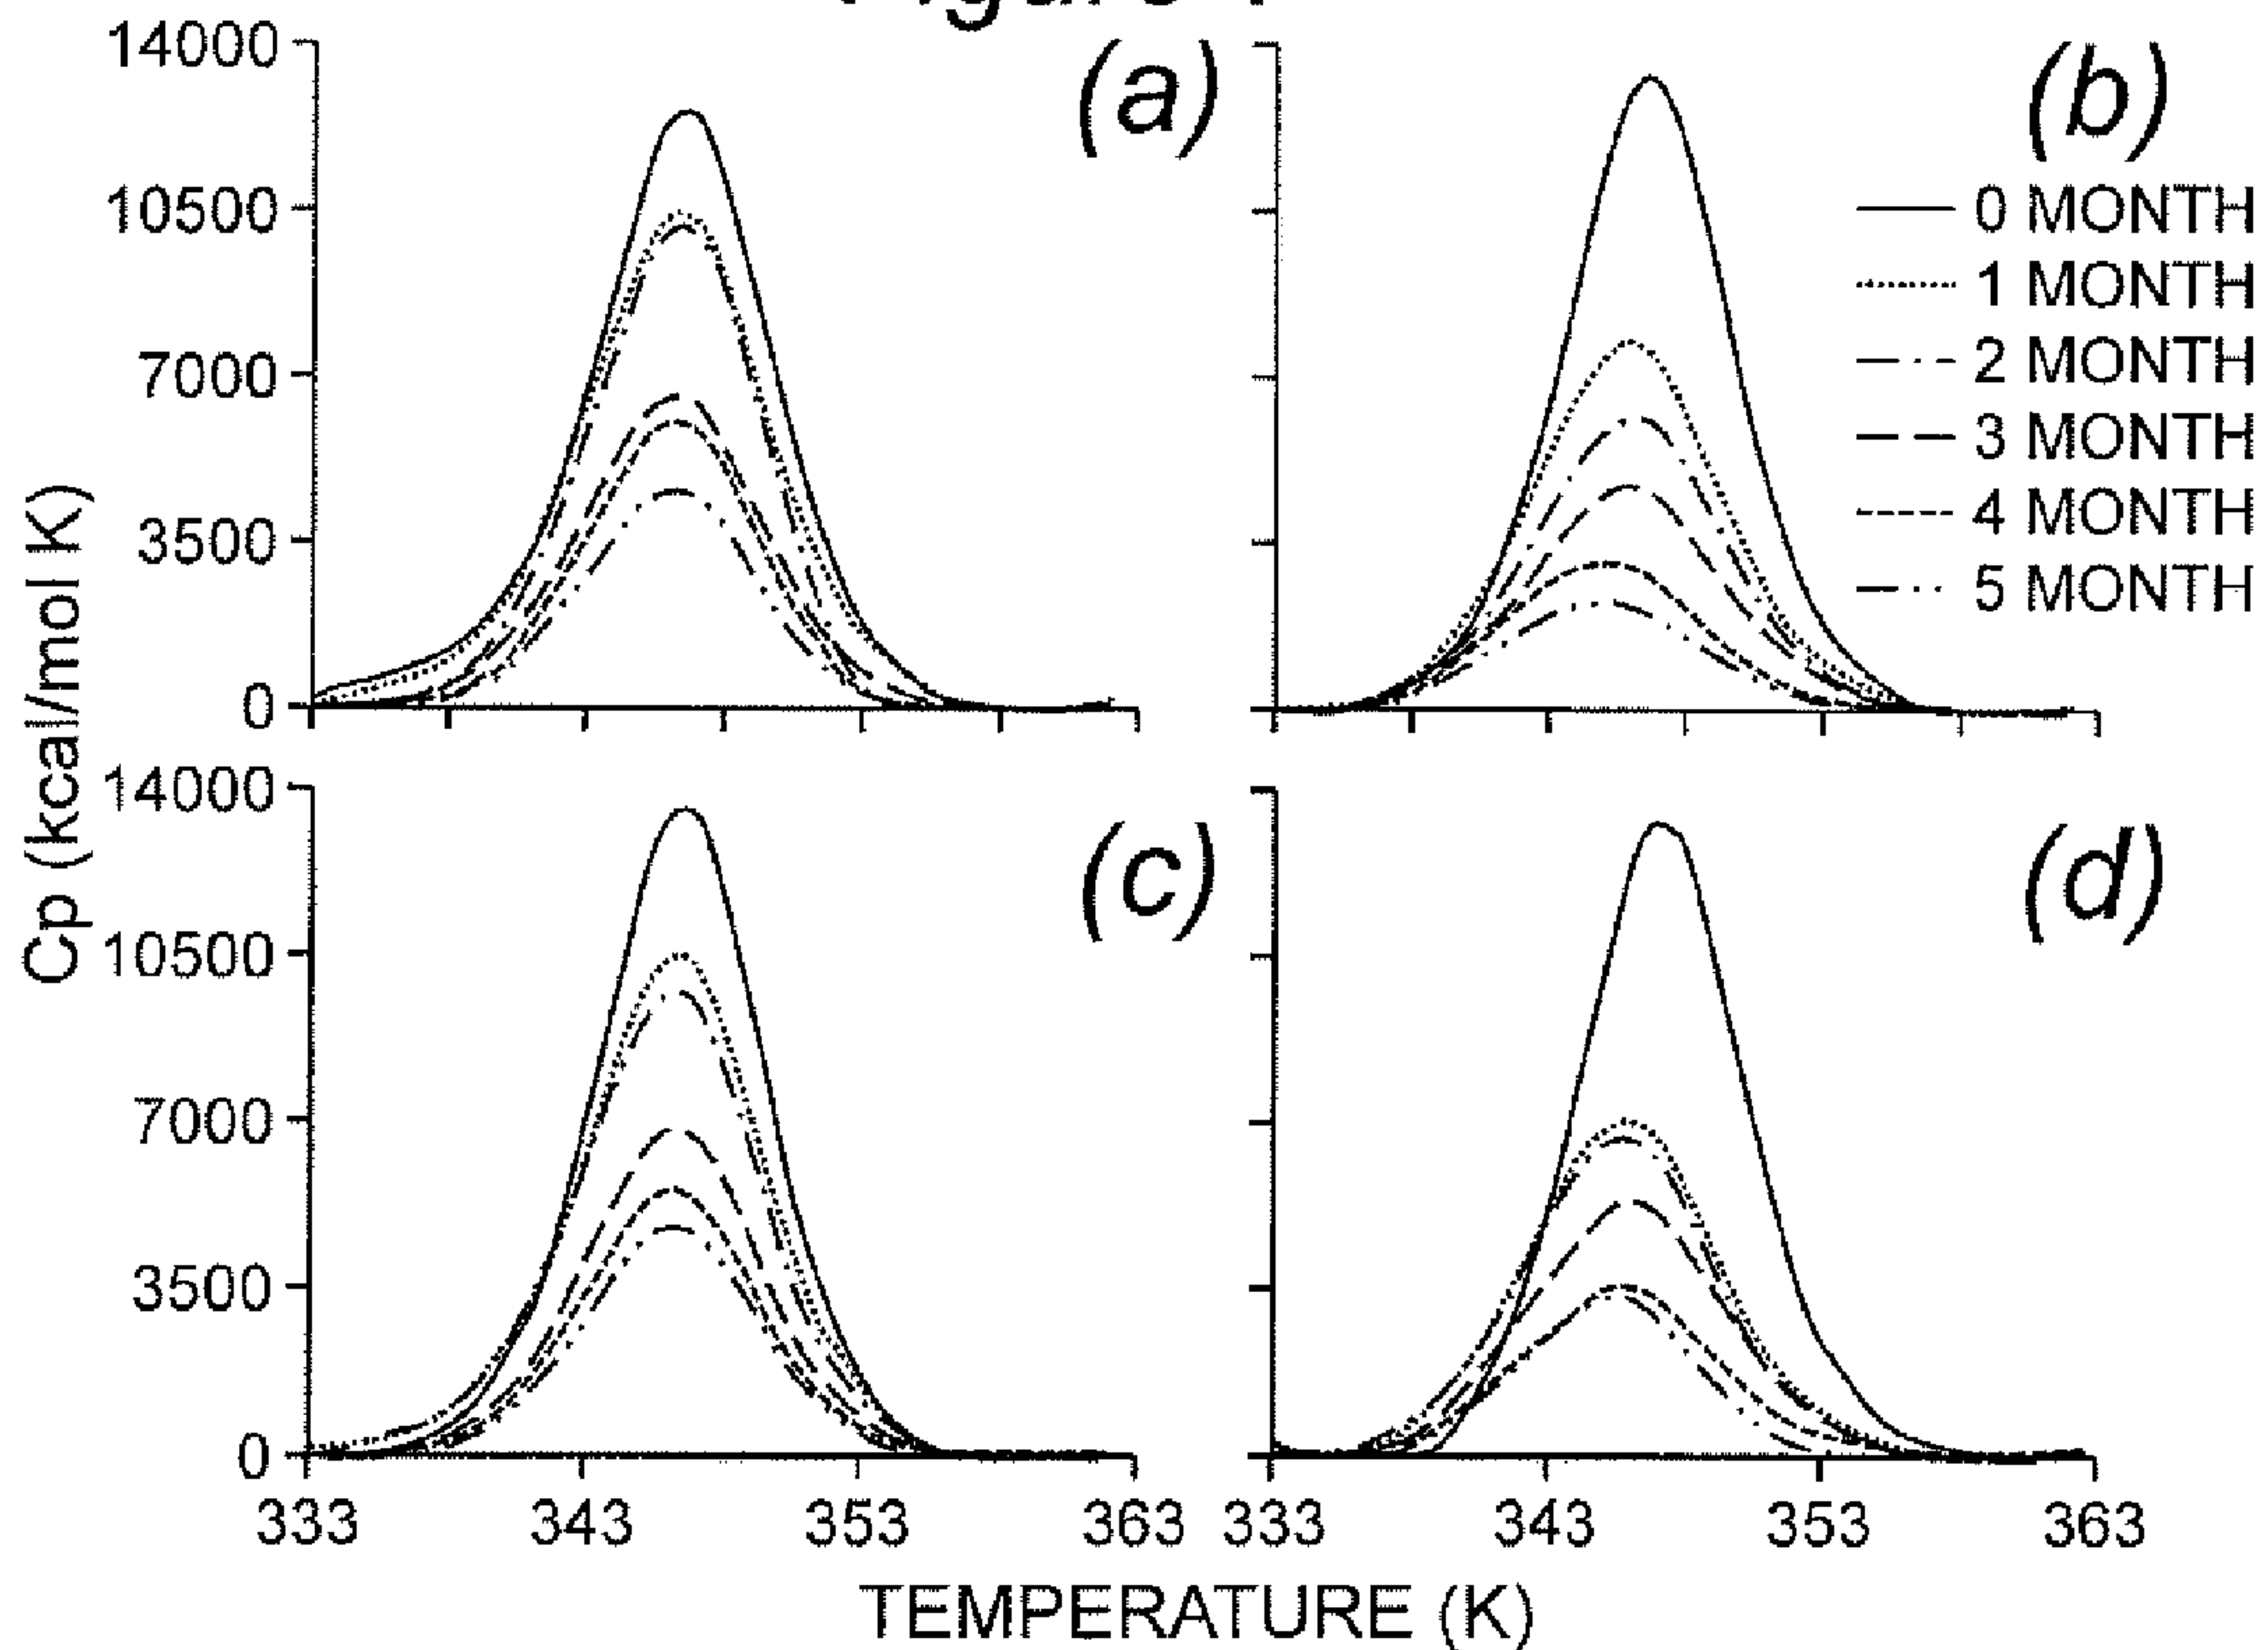 14000
(a)
(b)
10500
7000
3500
0
0 MONTH
1 MONTH
2 MONTH
3 MONTH
4 MONTH
5 MONTH
Cp (kcal/mol K)
14000
(c)
(d)
10500
7000
3500
0
333 343 353 363 333 343 353 363
TEMPERATURE (K)